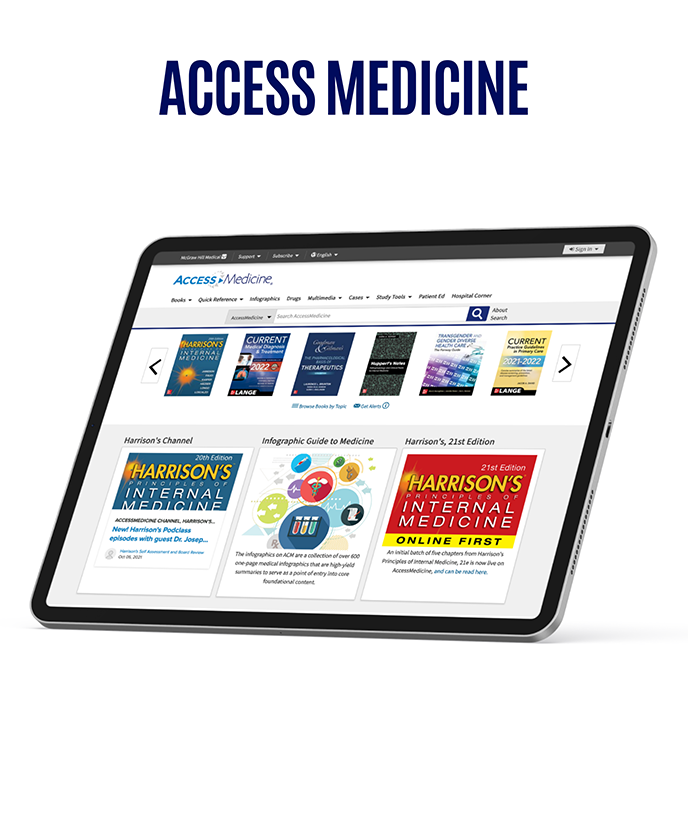 ACCESS MEDICINE
McGraw Hill Medical Support Subscribe English Sign In
ACCESS Medicine
Books Quick Reference Infographics Drugs Multimedia Cases Study Tools Patient Ed Hospital Corner
AccessMedicine Search AccessMedicine About
Search
HARRISON'S
INTERNAL
MEDICINE
CURRENT
Medical Diagnosis
& Treatment
2022
LANGE
Goodman
& Gilman's
THE PHARMACOLOGICAL
BASIS OF
THERAPEUTICS
Huppert's Notes
TRANSGENDER AND
GENDER DIVERSE
HEALTH CARE
CURRENT
Practice Guidelines
in Primary Care
2021-2022
LANGE
Browse Books by Topic Get Alerts
Harrison's Channel
20th Edition
HARRISON'S
PRINCIPLES OF
INTERNAL
MEDICINE
ACCESSMEDICINE CHANNEL, HARRISON'S...
New! Harrison's Podclass
episodes with guest Dr. Josep...
Harrison's Self Assessment and Board Review
Oct 06, 2021
Infographic Guide to Medicine
The infographics on ACM are a collection of over 600
one-page medical infographics that are high-yield
summaries to serve as a point of entry into core
foundational content.
Harrison's, 21st Edition
21st Edition
HARRISON'S
PRINCIPLES OF
INTERNAL
MEDICINE
ONLINE FIRST
An initial batch of five chapters from Harrison's
Principles of Internal Medicine, 21e is now live on
AccessMedicine, and can be read here.